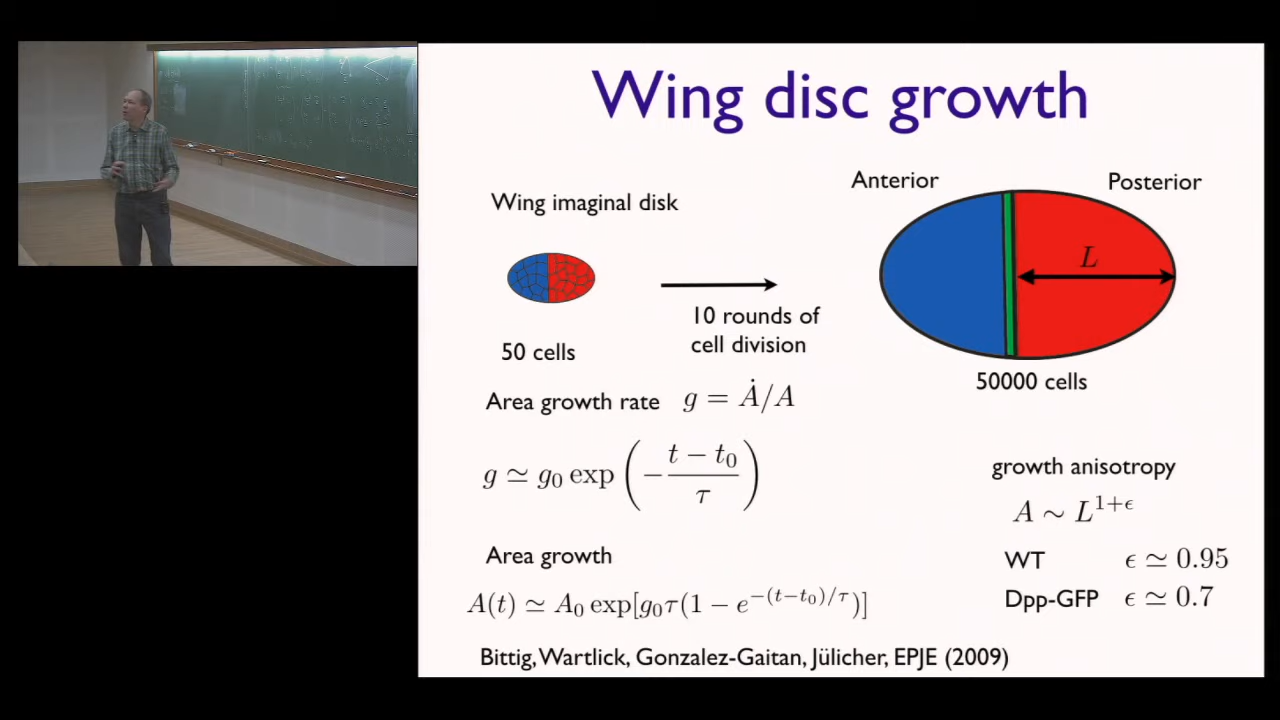 Wing disc growth
Anterior
Posterior
Wing imaginal disk
L
10 rounds of
cell division
50 cells
50000 cells
Area growth rate g = Ȧ/A
g ≃ g₀ exp(−(t − t₀)/τ)
growth anisotropy
A ∼ L^{1+ϵ}
Area growth
WT ϵ ≃ 0.95
Dpp-GFP ϵ ≃ 0.7
A(t) ≃ A₀ exp[g₀τ(1 − e^{−(t−t₀)/τ})]
Bittig, Wartlick, Gonzalez-Gaitan, Jülicher, EPJE (2009)